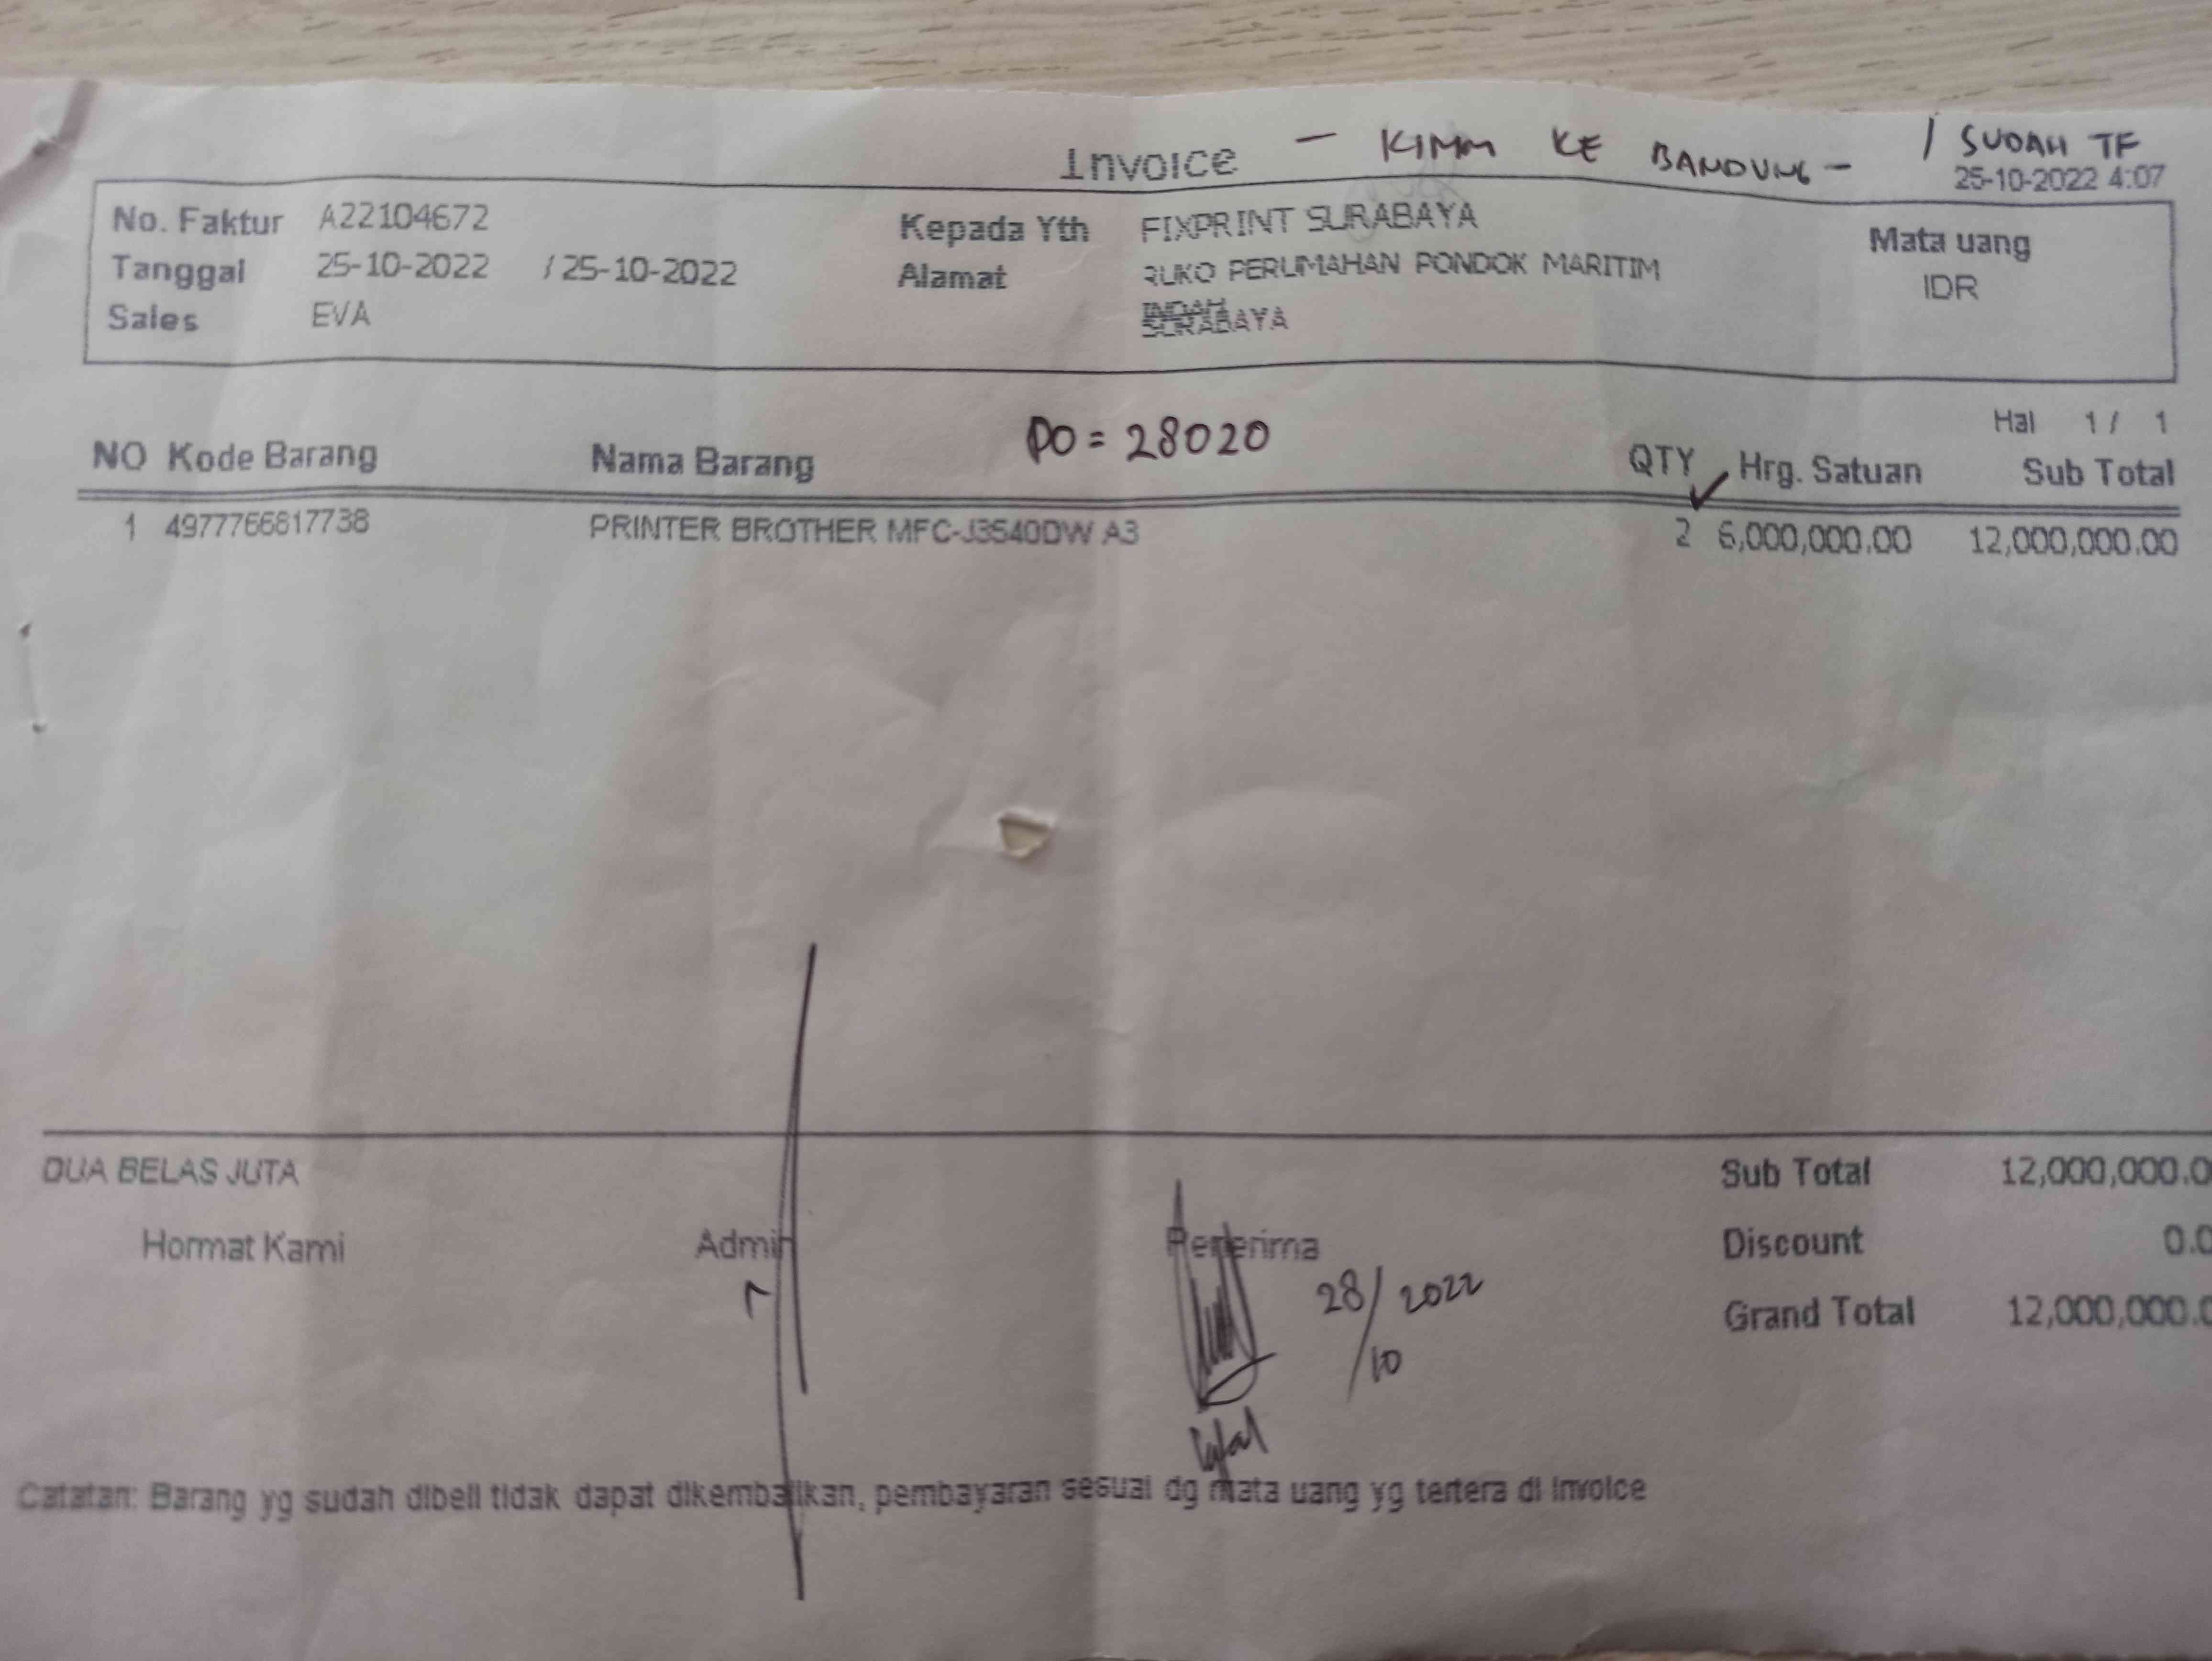 Invoice - KIRIM KE BANDUNG - / SUDAH TF
25-10-2022 4:07
No. Faktur A22104672 Kepada Yth FIXPRINT SURABAYA Mata uang
Tanggal 25-10-2022 / 25-10-2022 Alamat RUKO PERUMAHAN PONDOK MARITIM IDR
INDAH
Sales EVA SURABAYA
PO = 28020
Hal 1 / 1
NO Kode Barang Nama Barang QTY Hrg. Satuan Sub Total
1 4977766817738 PRINTER BROTHER MFC-J3540DW A3 2 6,000,000.00 12,000,000.00
DUA BELAS JUTA Sub Total 12,000,000.0
Hormat Kami Admin Penerima Discount 0.0
28/10 2022 Grand Total 12,000,000.0
Catatan: Barang yg sudah dibeli tidak dapat dikembalikan, pembayaran sesuai dg mata uang yg tertera di invoice